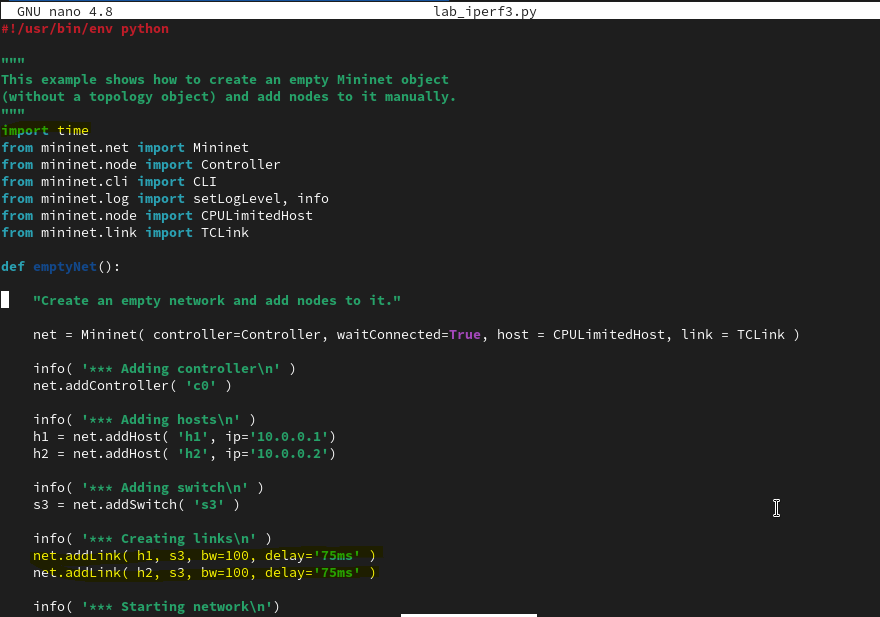 GNU nano 4.8 lab_iperf3.py
#!/usr/bin/env python
"""
This example shows how to create an empty Mininet object
(without a topology object) and add nodes to it manually.
"""
import time
from mininet.net import Mininet
from mininet.node import Controller
from mininet.cli import CLI
from mininet.log import setLogLevel, info
from mininet.node import CPULimitedHost
from mininet.link import TCLink
def emptyNet():
"Create an empty network and add nodes to it."
net = Mininet( controller=Controller, waitConnected=True, host = CPULimitedHost, link = TCLink )
info( '*** Adding controller\n' )
net.addController( 'c0' )
info( '*** Adding hosts\n' )
h1 = net.addHost( 'h1', ip='10.0.0.1')
h2 = net.addHost( 'h2', ip='10.0.0.2')
info( '*** Adding switch\n' )
s3 = net.addSwitch( 's3' )
info( '*** Creating links\n' )
net.addLink( h1, s3, bw=100, delay='75ms' )
net.addLink( h2, s3, bw=100, delay='75ms' )
info( '*** Starting network\n')